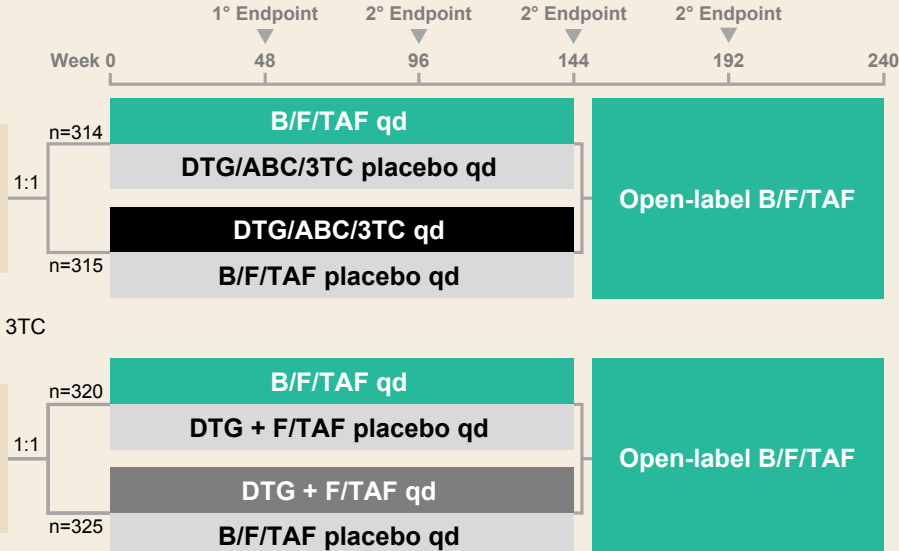 1° Endpoint 2° Endpoint 2° Endpoint 2° Endpoint
Week 0 48 96 144 192 240
n=314
B/F/TAF qd
DTG/ABC/3TC placebo qd
1:1
Open-label B/F/TAF
DTG/ABC/3TC qd
n=315
B/F/TAF placebo qd
3TC
n=320
B/F/TAF qd
DTG + F/TAF placebo qd
1:1
Open-label B/F/TAF
DTG + F/TAF qd
n=325
B/F/TAF placebo qd